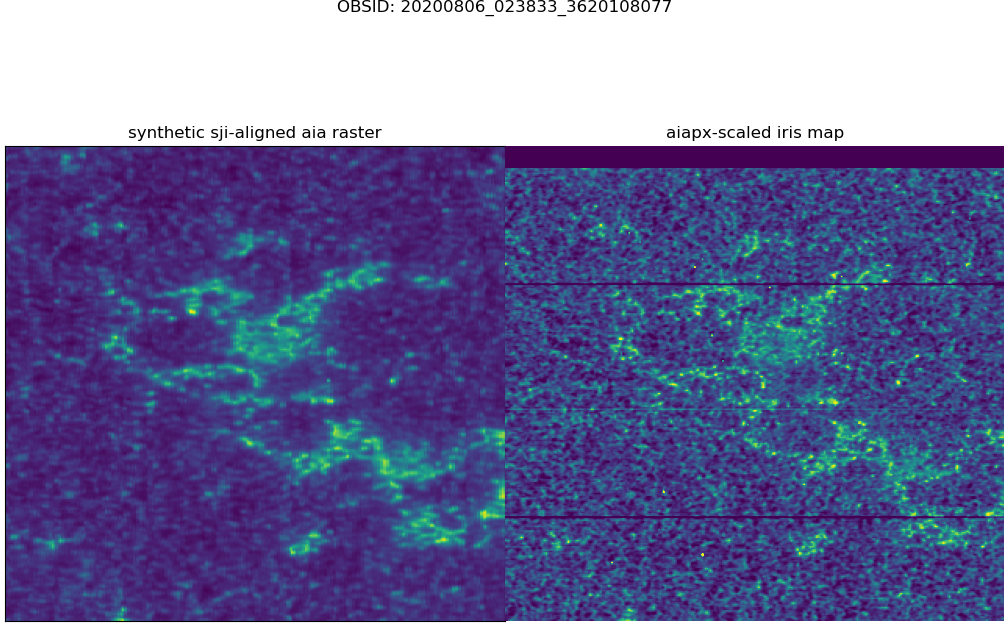 OBSID: 20200806_023833_3620108077
synthetic sji-aligned aia raster
aiapx-scaled iris map